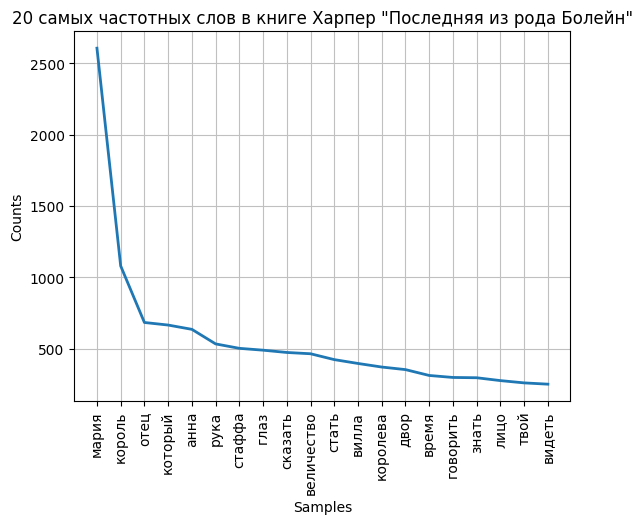 20 самых частотных слов в книге Харпер "Последняя из рода Болейн"
2500
2000
1500
1000
500
Counts
мария
король
отец
который
анна
рука
стаффа
глаз
сказать
величество
стать
вилла
королева
двор
время
говорить
знать
лицо
твой
видеть
Samples